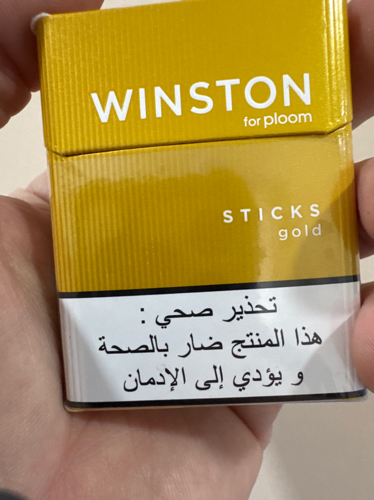 WINSTON
for ploom
STICKS
gold
تحذير صحي :
هذا المنتج ضار بالصحة
و يؤدي إلى الإدمان